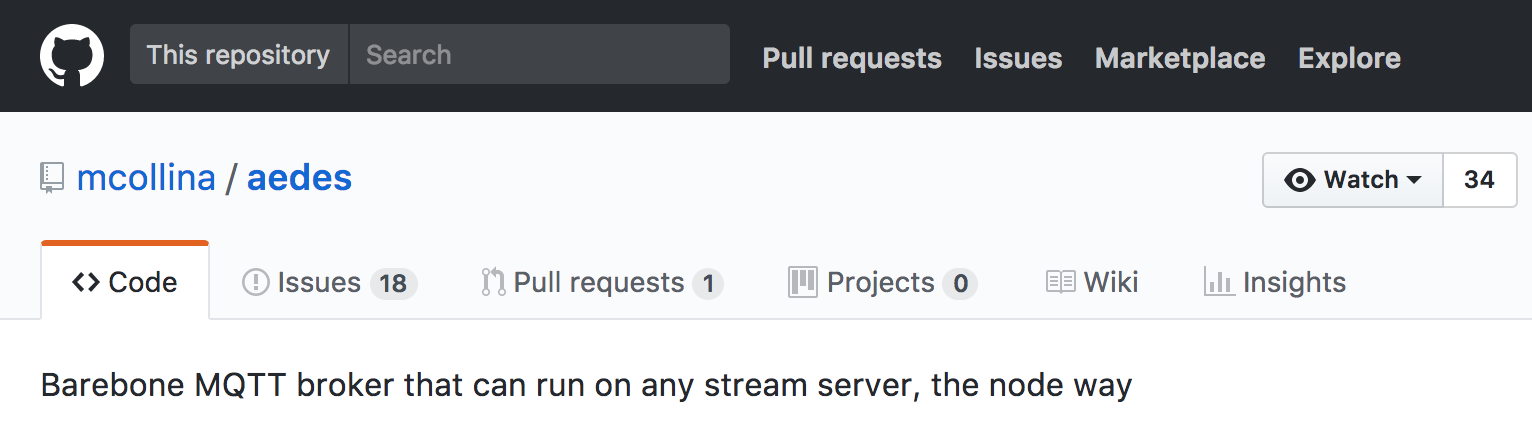 This repository Search Pull requests Issues Marketplace Explore
mcollina / aedes Watch 34
Code Issues 18 Pull requests 1 Projects 0 Wiki Insights
Barebone MQTT broker that can run on any stream server, the node way